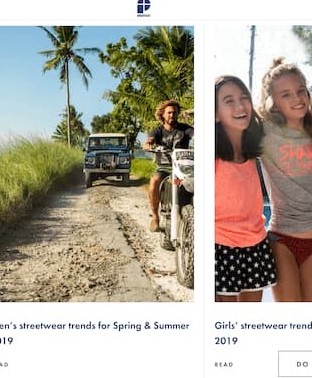 en's streetwear trends for Spring & Summer
019
AD
Girls' streetwear trend
2019
READ
DO